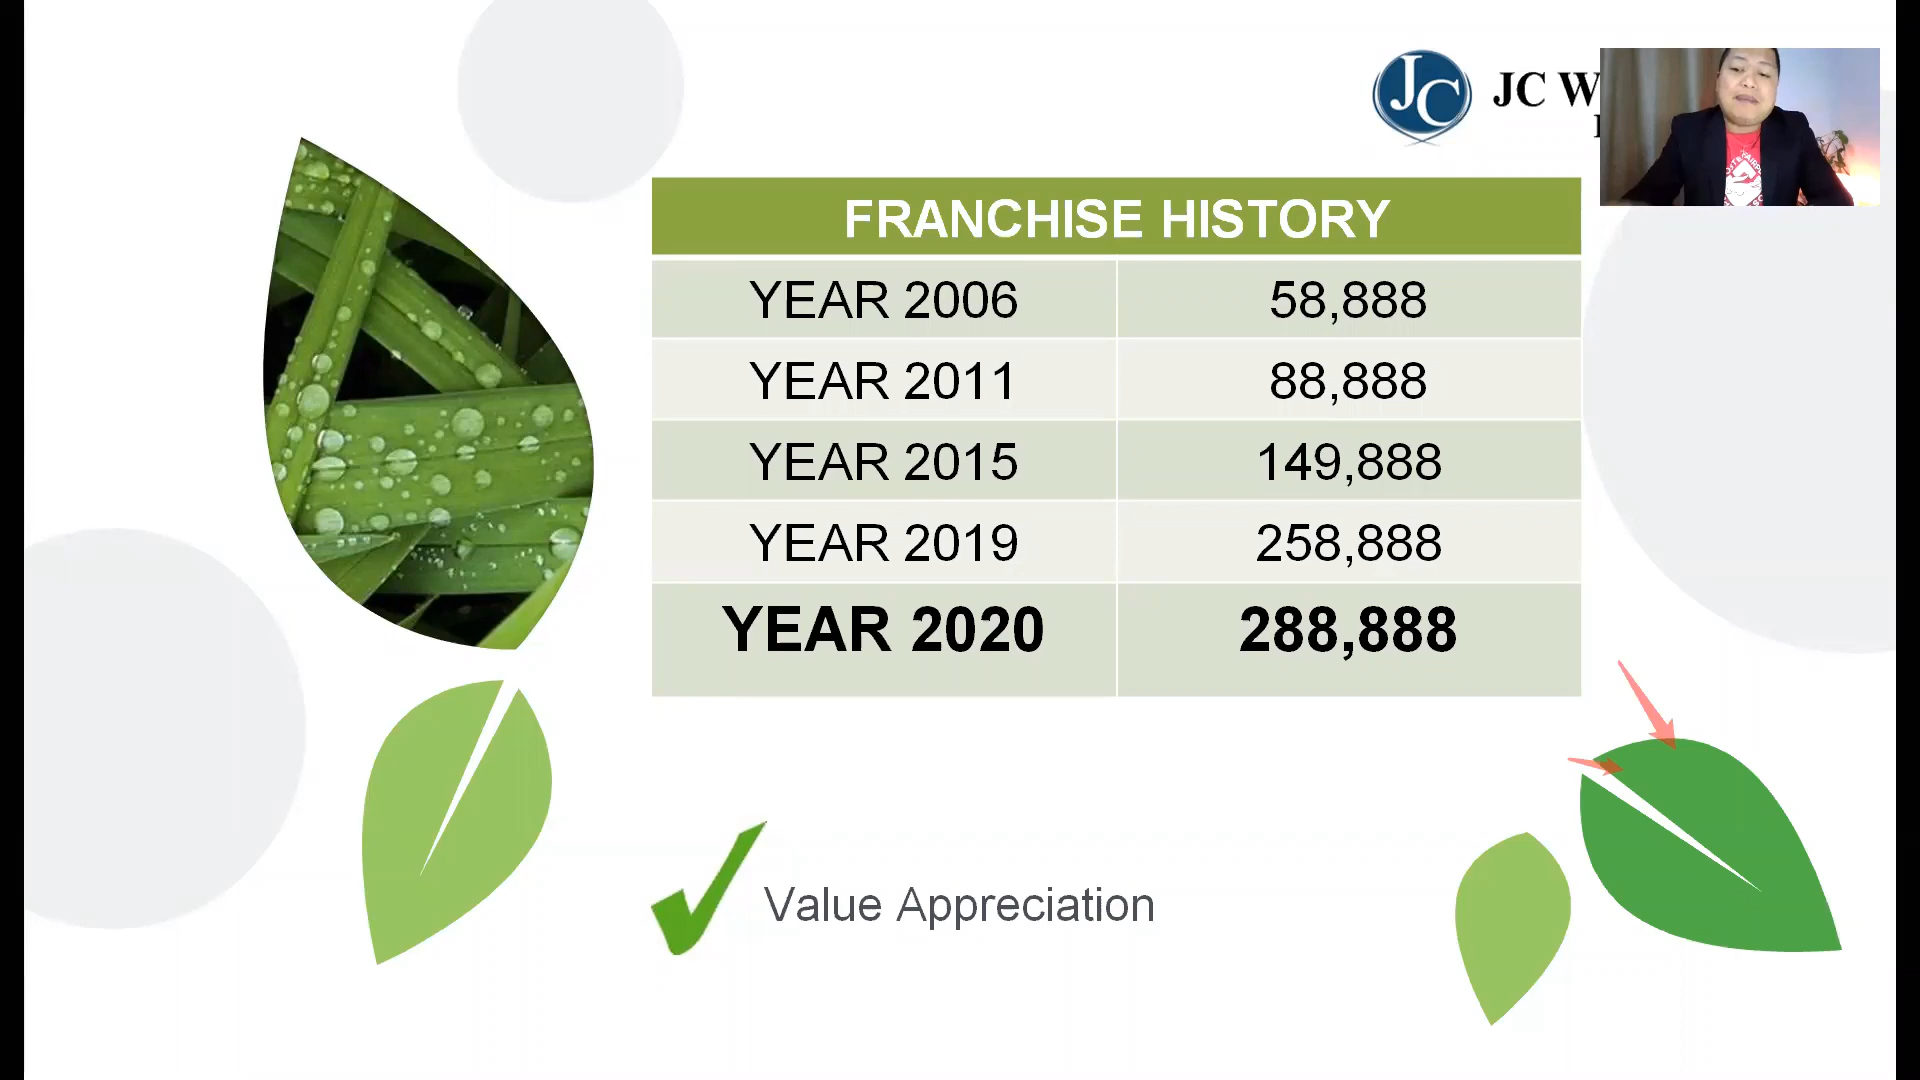 JC
JC W
FRANCHISE HISTORY
YEAR 2006 58,888
YEAR 2011 88,888
YEAR 2015 149,888
YEAR 2019 258,888
YEAR 2020 288,888
Value Appreciation